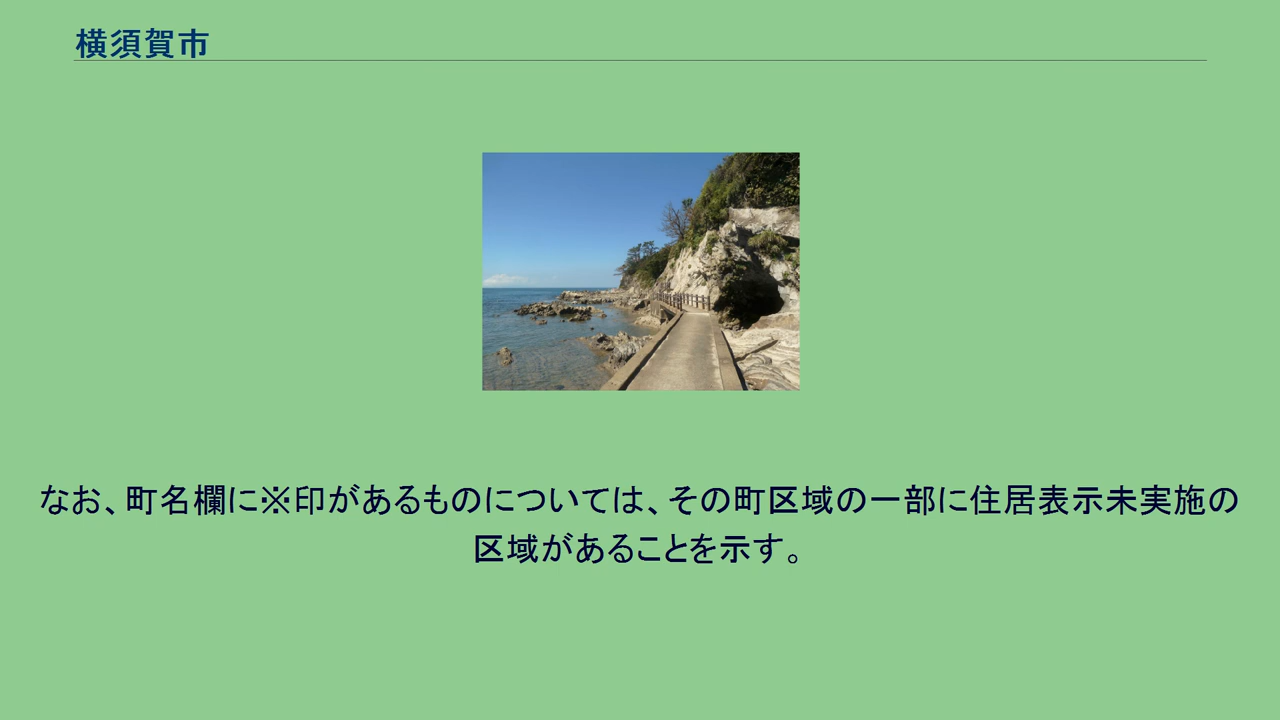 横須賀市
なお、町名欄に※印があるものについては、その町区域の一部に住居表示未実施の
区域があることを示す。